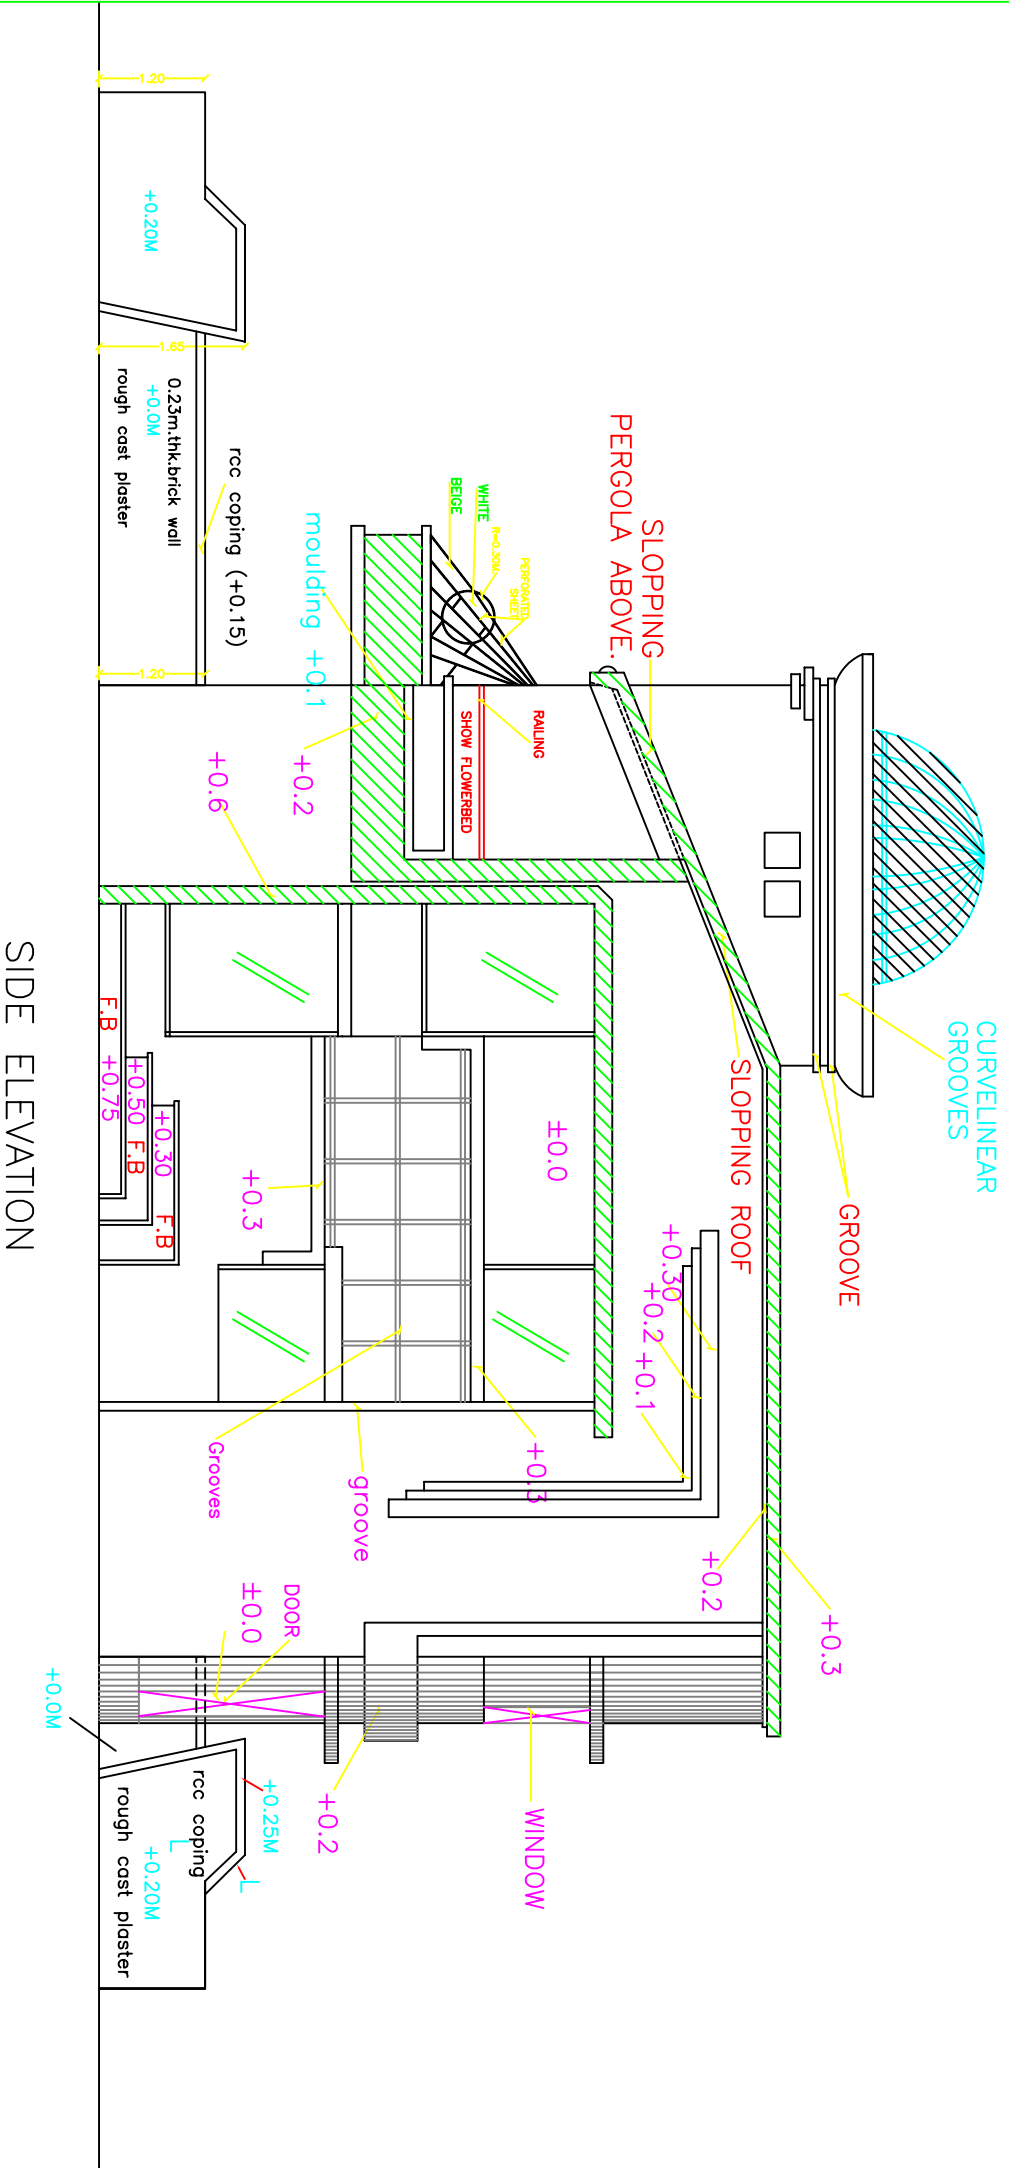 CURVELINEAR
GROOVES
GROOVE
SLOPPING ROOF
SLOPPING
PERGOLA ABOVE.
PERFORATED
SHEET
R=0.30M
WHITE
BEIGE
RAILING
SHOW FLOWERBED
moulding +0.1
rcc coping (+0.15)
0.23m.thk.brick wall
+0.0M
rough cast plaster
1.20
+0.20M
1.65
1.20
+0.2
+0.6
±0.0
+0.30
+0.2
+0.1
+0.3
+0.2
+0.3
+0.3
groove
Grooves
F.B
+0.75
+0.50
F.B
+0.30
F.B
DOOR
±0.0
WINDOW
+0.2
+0.0M
+0.25M
rcc coping
L
L
+0.20M
rough cast plaster
SIDE ELEVATION